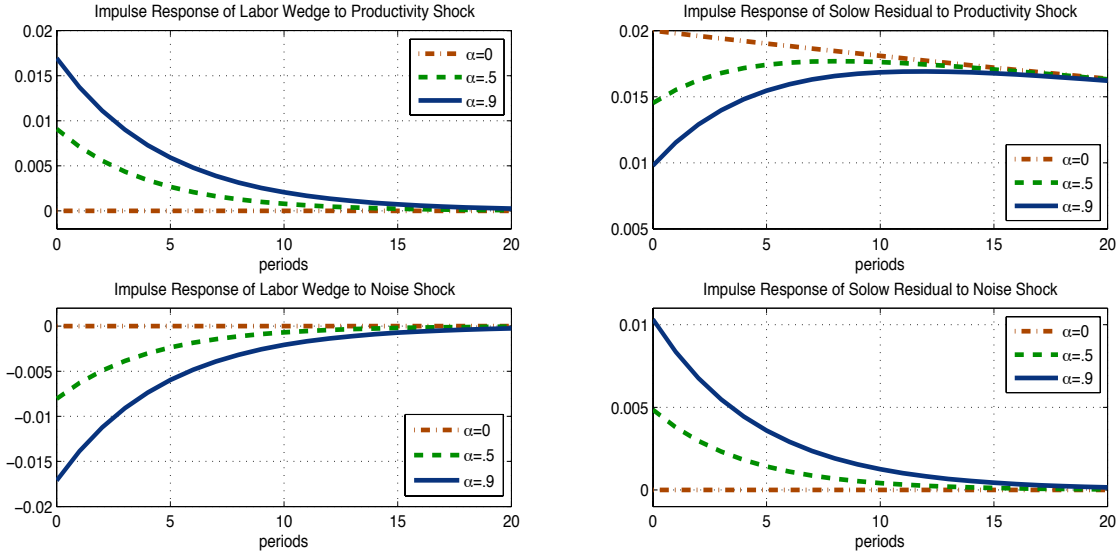 Impulse Response of Labor Wedge to Productivity Shock
0.02
0.015
0.01
0.005
0
0
5
10
15
20
periods
α=0
α=.5
α=.9
Impulse Response of Solow Residual to Productivity Shock
0.02
0.015
0.01
0.005
0
5
10
15
20
periods
α=0
α=.5
α=.9
Impulse Response of Labor Wedge to Noise Shock
0
−0.005
−0.01
−0.015
−0.02
0
5
10
15
20
periods
α=0
α=.5
α=.9
Impulse Response of Solow Residual to Noise Shock
0.01
0.005
0
0
5
10
15
20
periods
α=0
α=.5
α=.9